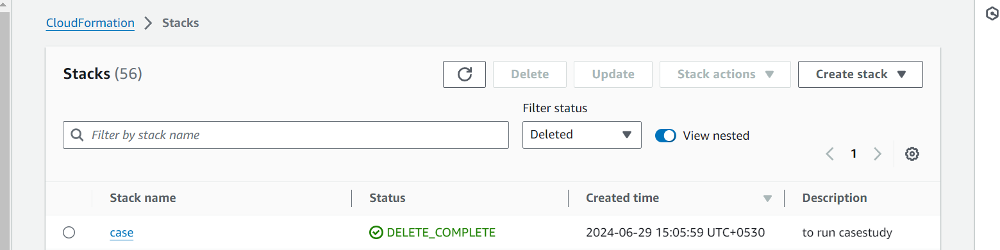 CloudFormation > Stacks
Stacks (56)
Delete
Update
Stack actions
Create stack
Filter status
Filter by stack name
Deleted
View nested
1
Stack name Status Created time Description
case DELETE_COMPLETE 2024-06-29 15:05:59 UTC+0530 to run casestudy